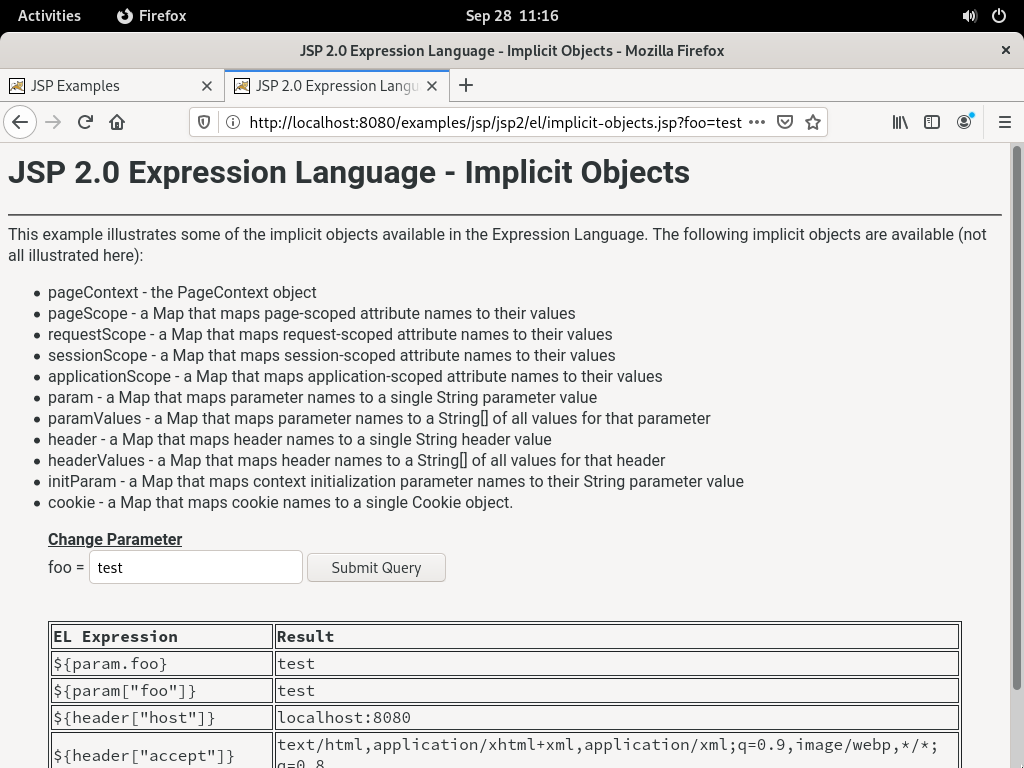 Activities
Firefox
Sep 28 11:16
JSP 2.0 Expression Language - Implicit Objects - Mozilla Firefox
JSP Examples
JSP 2.0 Expression Langu
http://localhost:8080/examples/jsp/jsp2/el/implicit-objects.jsp?foo=test
JSP 2.0 Expression Language - Implicit Objects
This example illustrates some of the implicit objects available in the Expression Language. The following implicit objects are available (not
all illustrated here):
• pageContext - the PageContext object
• pageScope - a Map that maps page-scoped attribute names to their values
• requestScope - a Map that maps request-scoped attribute names to their values
• sessionScope - a Map that maps session-scoped attribute names to their values
• applicationScope - a Map that maps application-scoped attribute names to their values
• param - a Map that maps parameter names to a single String parameter value
• paramValues - a Map that maps parameter names to a String[] of all values for that parameter
• header - a Map that maps header names to a single String header value
• headerValues - a Map that maps header names to a String[] of all values for that header
• initParam - a Map that maps context initialization parameter names to their String parameter value
• cookie - a Map that maps cookie names to a single Cookie object.
Change Parameter
foo = test Submit Query
EL Expression Result
${param.foo} test
${param["foo"]} test
${header["host"]} localhost:8080
${header["accept"]} text/html,application/xhtml+xml,application/xml;q=0.9,image/webp,*/*;
q=0.8